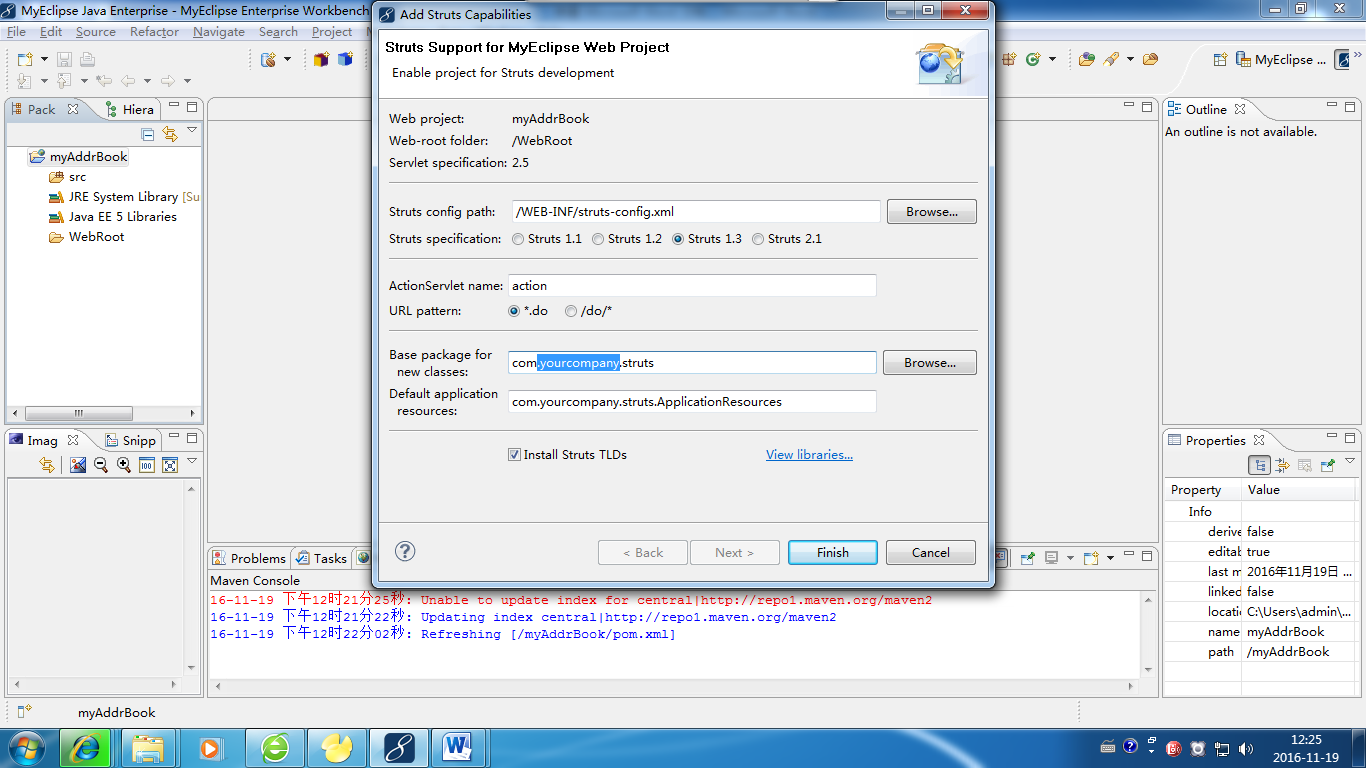 MyEclipse Java Enterprise - MyEclipse Enterprise Workbench
Add Struts Capabilities
File Edit Source Refactor Navigate Search Project
Struts Support for MyEclipse Web Project
Enable project for Struts development
MyEclipse ...
Pack
Hiera
Outline
An outline is not available.
myAddrBook
src
JRE System Library [Su
Java EE 5 Libraries
WebRoot
Web project: myAddrBook
Web-root folder: /WebRoot
Servlet specification: 2.5
Struts config path: /WEB-INF/struts-config.xml Browse...
Struts specification: Struts 1.1 Struts 1.2 Struts 1.3 Struts 2.1
ActionServlet name: action
URL pattern: *.do /do/*
Base package for
new classes:
com.yourcompany.struts Browse...
Default application
resources:
com.yourcompany.struts.ApplicationResources
Install Struts TLDs View libraries...
< Back Next > Finish Cancel
Imag
Snipp
Properties
Property Value
Info
derive false
editab true
last m 2016年11月19日 ...
linked false
locatic C:\Users\admin\...
name myAddrBook
path /myAddrBook
Problems Tasks
Maven Console
16-11-19 下午12时21分25秒: Unable to update index for central|http://repo1.maven.org/maven2
16-11-19 下午12时21分22秒: Updating index central|http://repo1.maven.org/maven2
16-11-19 下午12时22分02秒: Refreshing [/myAddrBook/pom.xml]
myAddrBook
12:25
2016-11-19